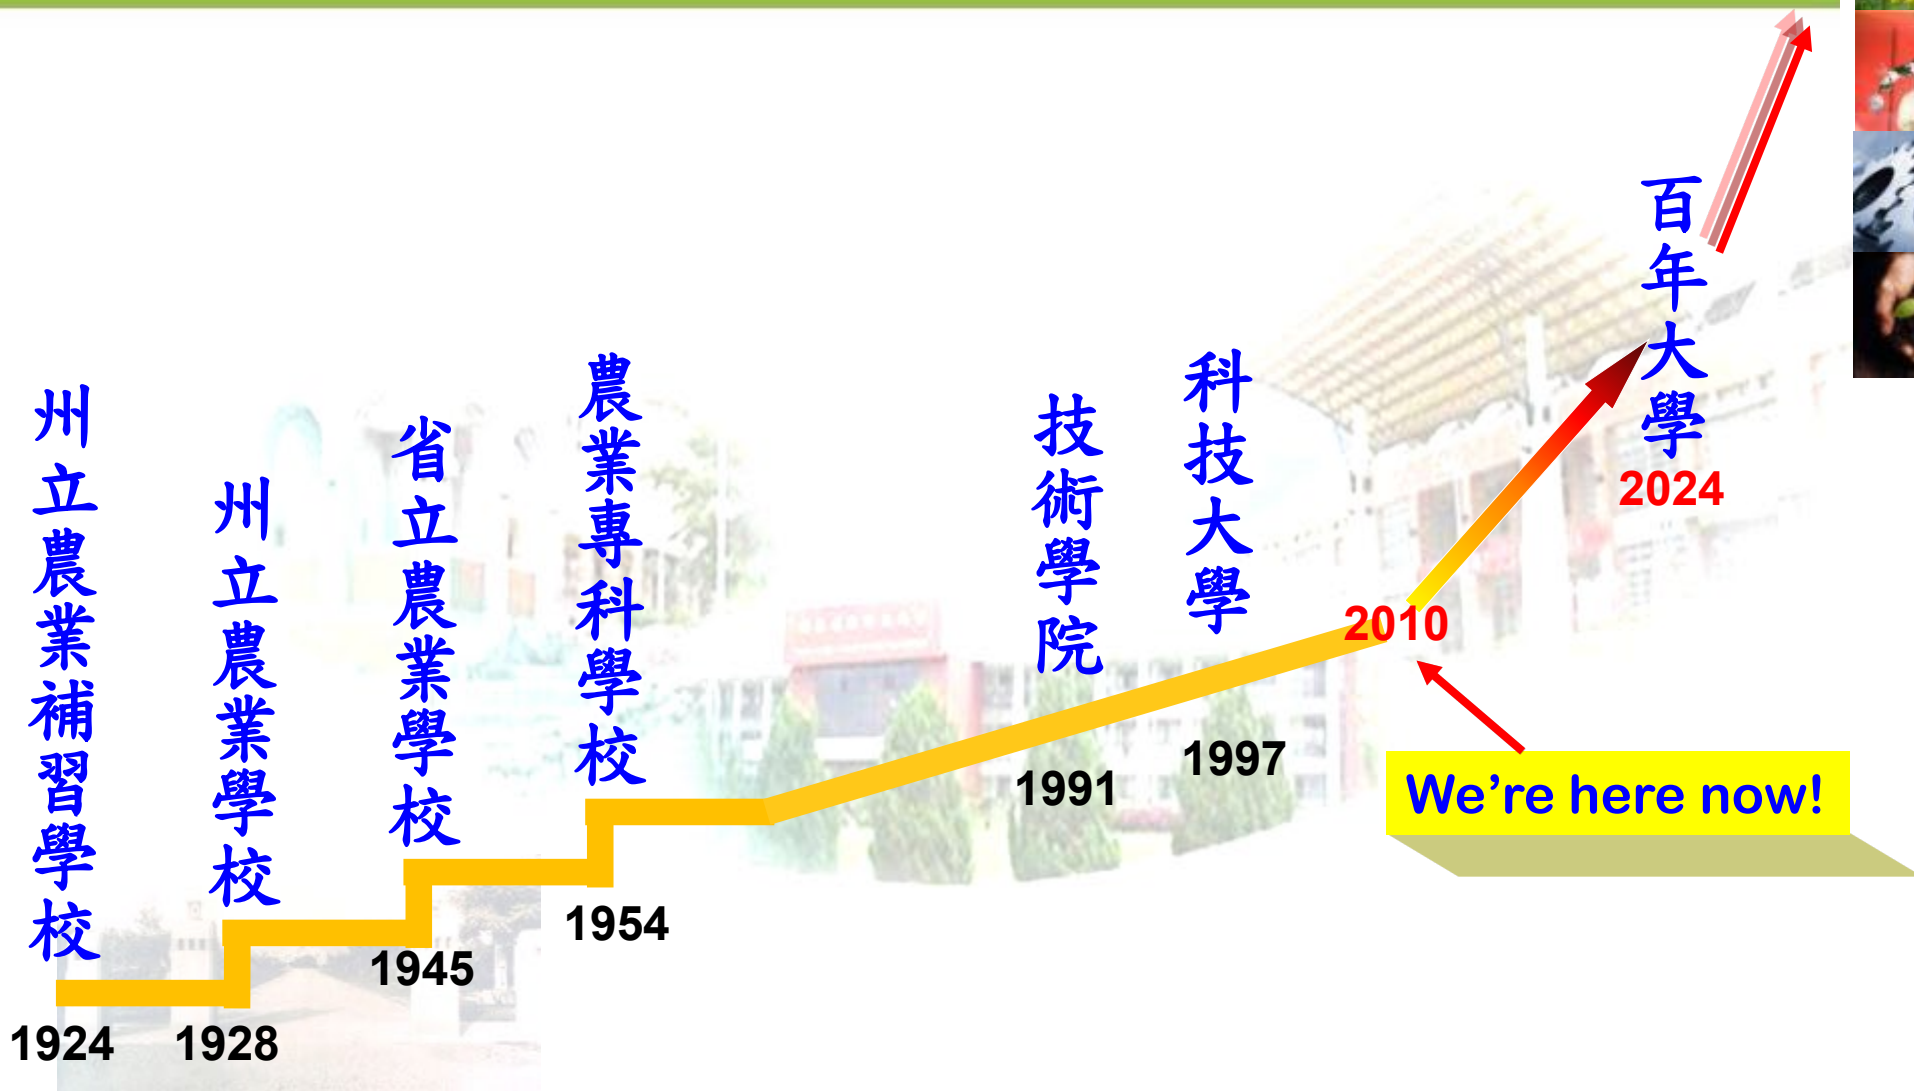 州立農業補習學校
1924
州立農業學校
1928
省立農業學校
1945
農業專科學校
1954
技術學院
1991
科技大學
1997
2010
We’re here now!
百年大學
2024